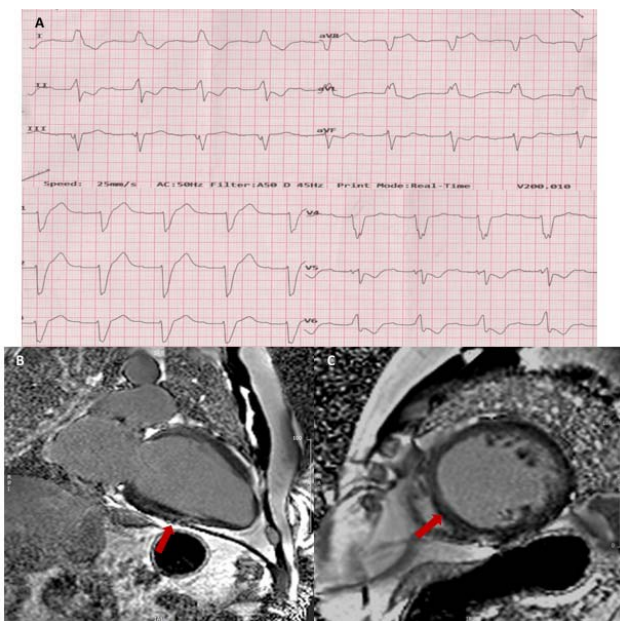 A
I
aVR
II
aVL
III
aVF
Speed: 25mm/s AC:50Hz Filter:A50 D 45Hz Print Mode:Real-Time V200.010
V4
V5
V6
B
C